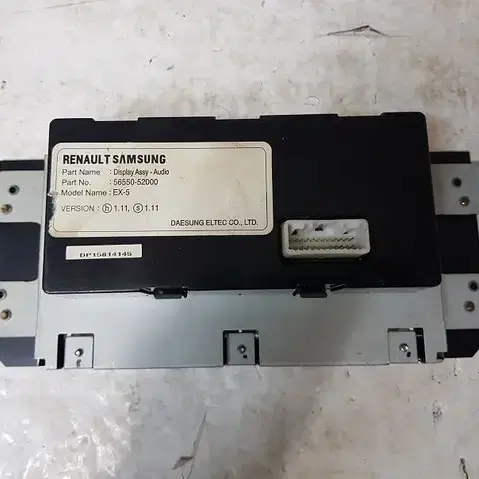 RENAULT SAMSUNG
Part Name : Display Assy - Audio
Part No. : 56550-52000
Model Name : EX-5
VERSION : ⓗ 1.11, ⓢ 1.11
DAESUNG ELTEC CO., LTD.
DP15814145